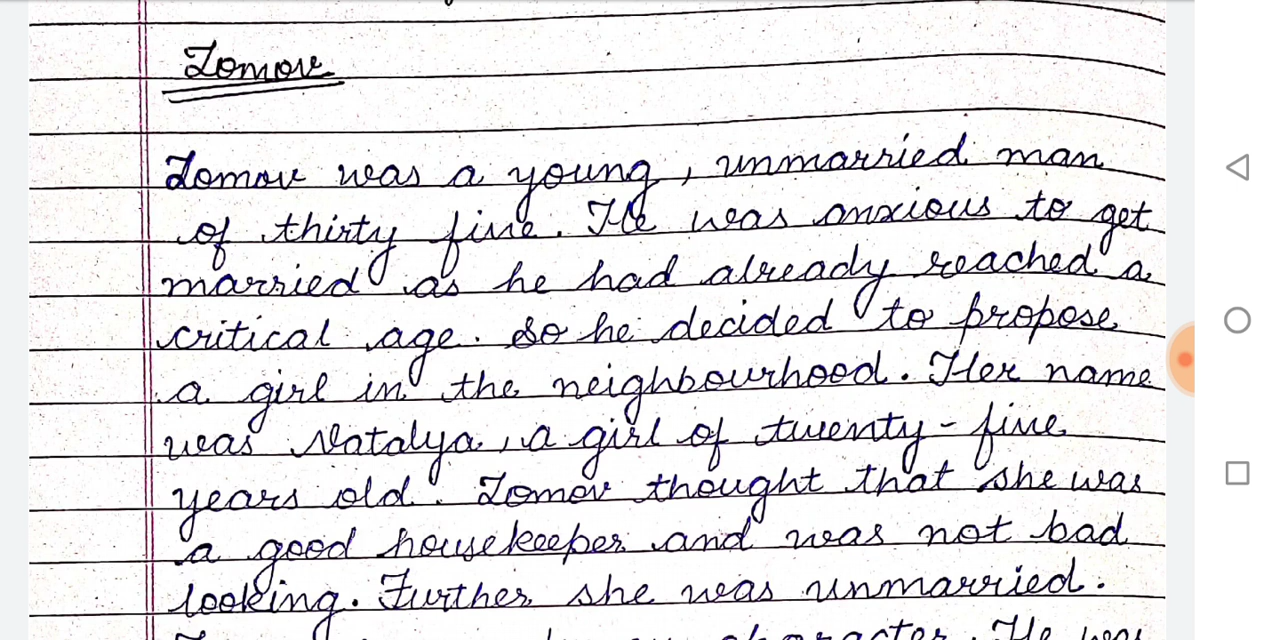 Lomov
Lomov was a young, unmarried man
of thirty five. He was anxious to get
married as he had already reached a
critical age. So he decided to propose
a girl in the neighbourhood. Her name
was Natalya, a girl of twenty-five
years old. Lomov thought that she was
a good housekeeper and was not bad
looking. Further she was unmarried.
character. He was